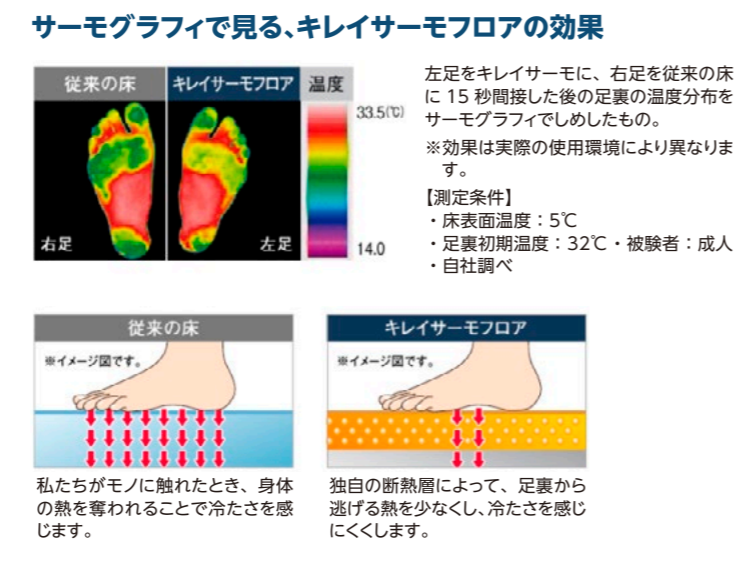 サーモグラフィで見る、キレイサーモフロアの効果
従来の床
キレイサーモフロア
温度
33.5(℃)
14.0
右足
左足
左足をキレイサーモに、右足を従来の床
に 15 秒間接した後の足裏の温度分布を
サーモグラフィでしめしたもの。
※効果は実際の使用環境により異なりま
す。
【測定条件】
・床表面温度：5℃
・足裏初期温度：32℃・被験者：成人
・自社調べ
従来の床
※イメージ図です。
私たちがモノに触れたとき、身体
の熱を奪われることで冷たさを感
じます。
キレイサーモフロア
※イメージ図です。
独自の断熱層によって、足裏から
逃げる熱を少なくし、冷たさを感じ
にくくします。